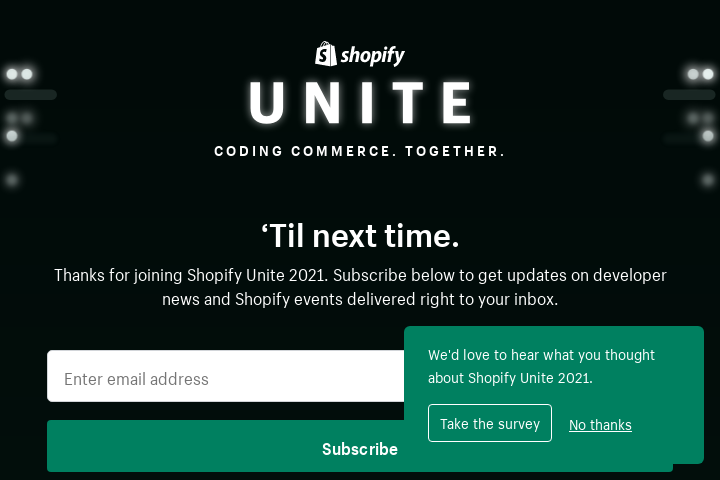 shopify
UNITE
CODING COMMERCE. TOGETHER.
‘Til next time.
Thanks for joining Shopify Unite 2021. Subscribe below to get updates on developer
news and Shopify events delivered right to your inbox.
We'd love to hear what you thought
about Shopify Unite 2021.
Enter email address
Take the survey
No thanks
Subscribe